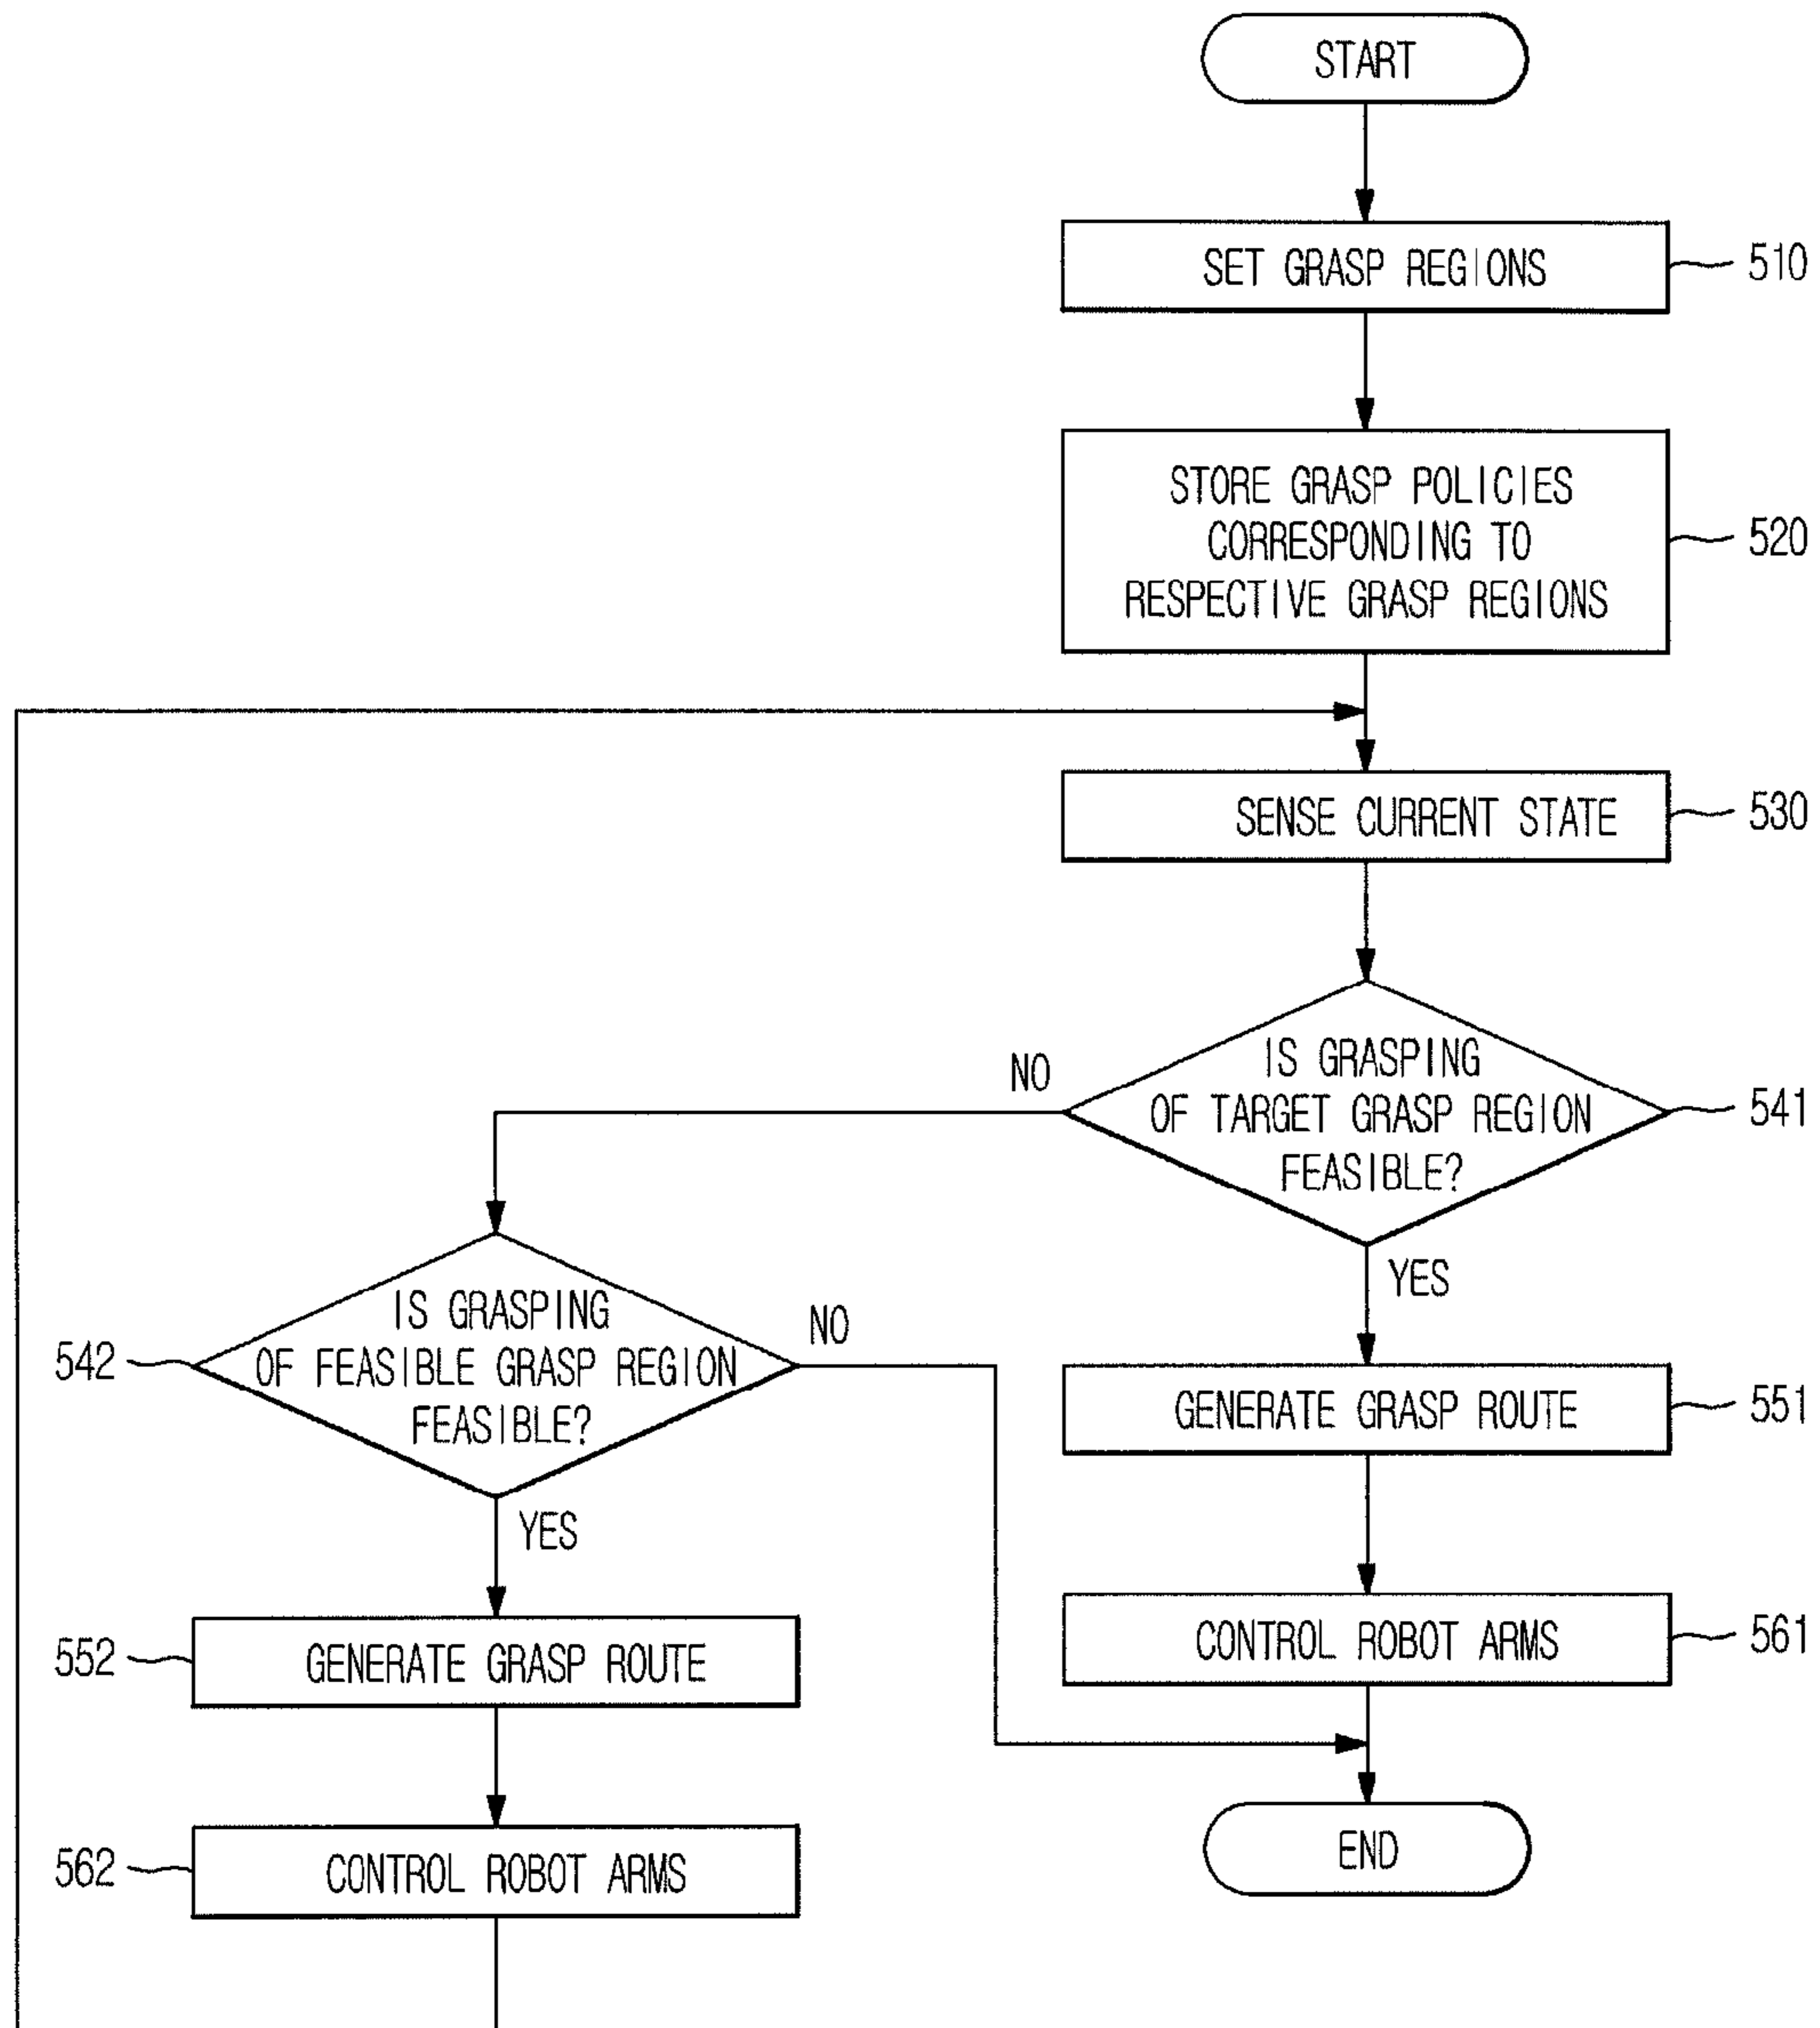 START
SET GRASP REGIONS
510
STORE GRASP POLICIES
CORRESPONDING TO
RESPECTIVE GRASP REGIONS
520
SENSE CURRENT STATE
530
IS GRASPING
OF TARGET GRASP REGION
FEASIBLE?
541
NO
YES
IS GRASPING
OF FEASIBLE GRASP REGION
FEASIBLE?
542
NO
YES
GENERATE GRASP ROUTE
551
GENERATE GRASP ROUTE
552
CONTROL ROBOT ARMS
561
CONTROL ROBOT ARMS
562
END